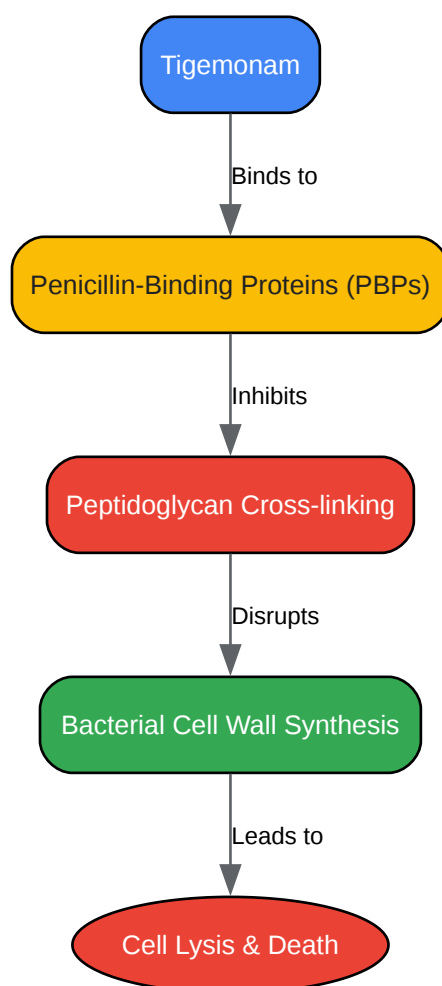 Tigemonam
Binds to
Penicillin-Binding Proteins (PBPs)
Inhibits
Peptidoglycan Cross-linking
Disrupts
Bacterial Cell Wall Synthesis
Leads to
Cell Lysis & Death